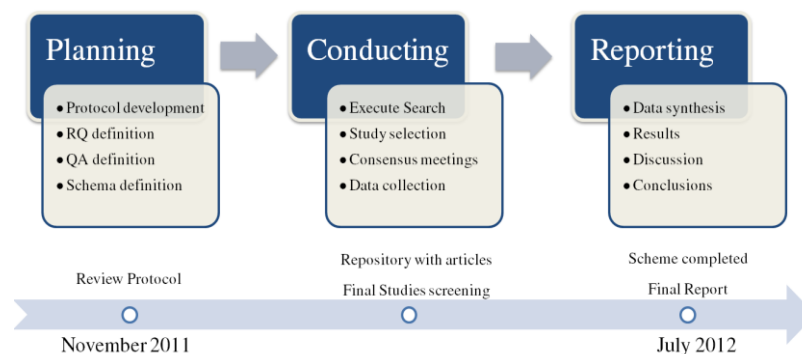 Planning
• Protocol development
• RQ definition
• QA definition
• Schema definition
Conducting
• Execute Search
• Study selection
• Consensus meetings
• Data collection
Reporting
• Data synthesis
• Results
• Discussion
• Conclusions
Review Protocol
Repository with articles
Final Studies screening
Scheme completed
Final Report
November 2011
July 2012